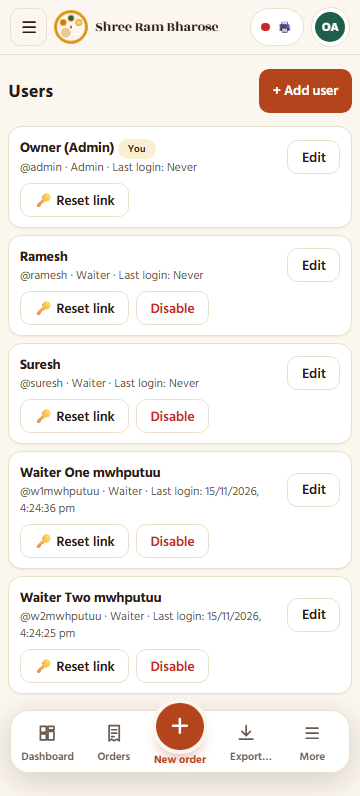 Shree Ram Bharose
OA
Users
+ Add user
Owner (Admin) You
@admin · Admin · Last login: Never
Edit
Reset link
Ramesh
@ramesh · Waiter · Last login: Never
Edit
Reset link
Disable
Suresh
@suresh · Waiter · Last login: Never
Edit
Reset link
Disable
Waiter One mwhputuu
@w1mwhputuu · Waiter · Last login: 15/11/2026,
4:24:36 pm
Edit
Reset link
Disable
Waiter Two mwhputuu
@w2mwhputuu · Waiter · Last login: 15/11/2026,
4:24:25 pm
Edit
Reset link
Disable
Dashboard
Orders
New order
Export...
More